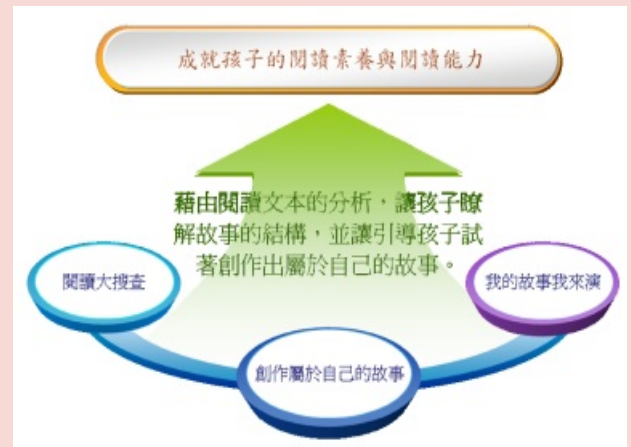 成就孩子的閱讀素養與閱讀能力
藉由閱讀文本的分析，讓孩子瞭
解故事的結構，並讓引導孩子試
著創作出屬於自己的故事。
閱讀大搜查
我的故事我來演
創作屬於自己的故事